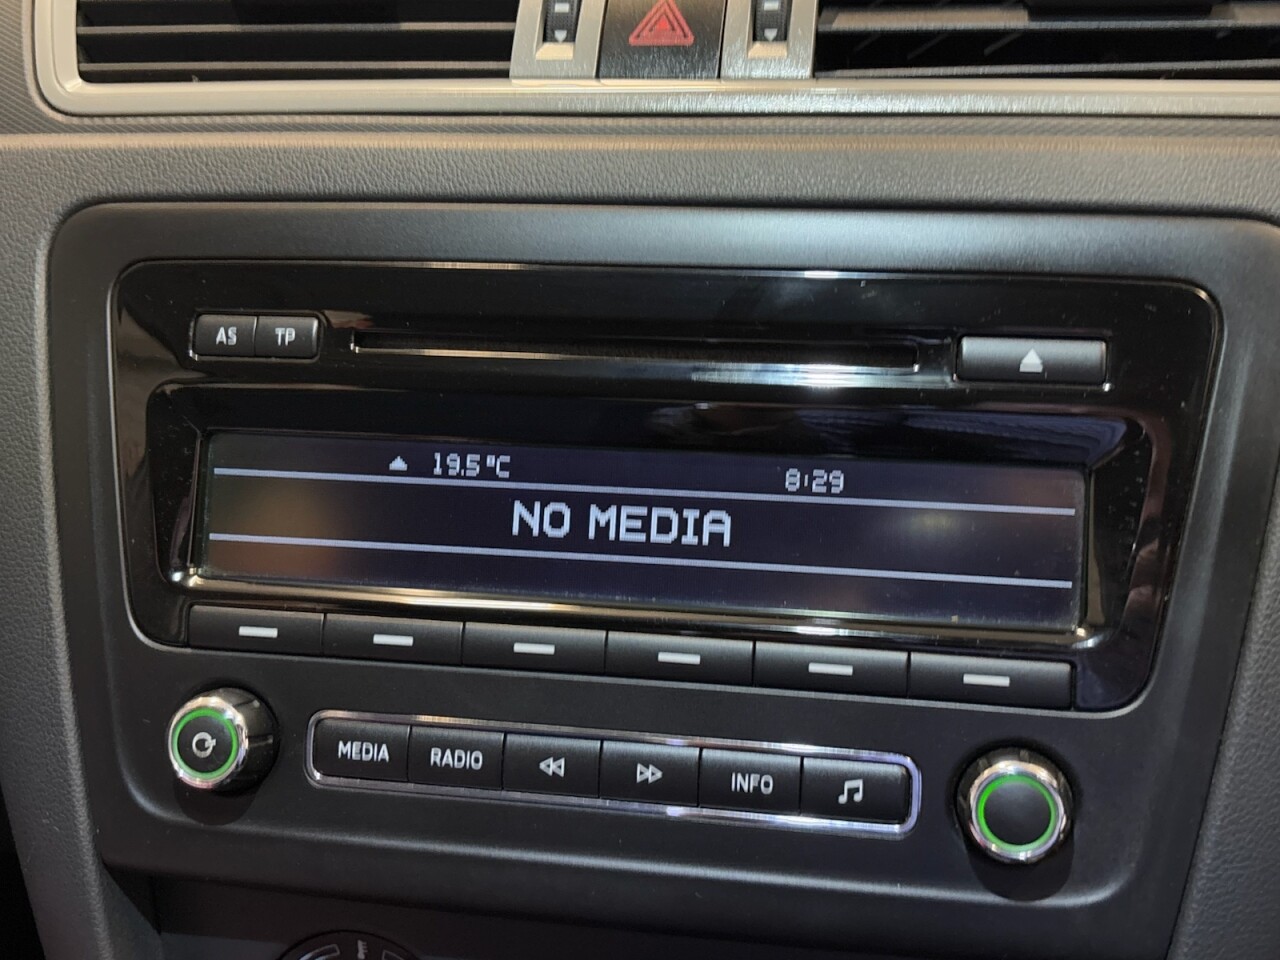 AS TP
19.5°C 8:29
NO MEDIA
MEDIA RADIO INFO